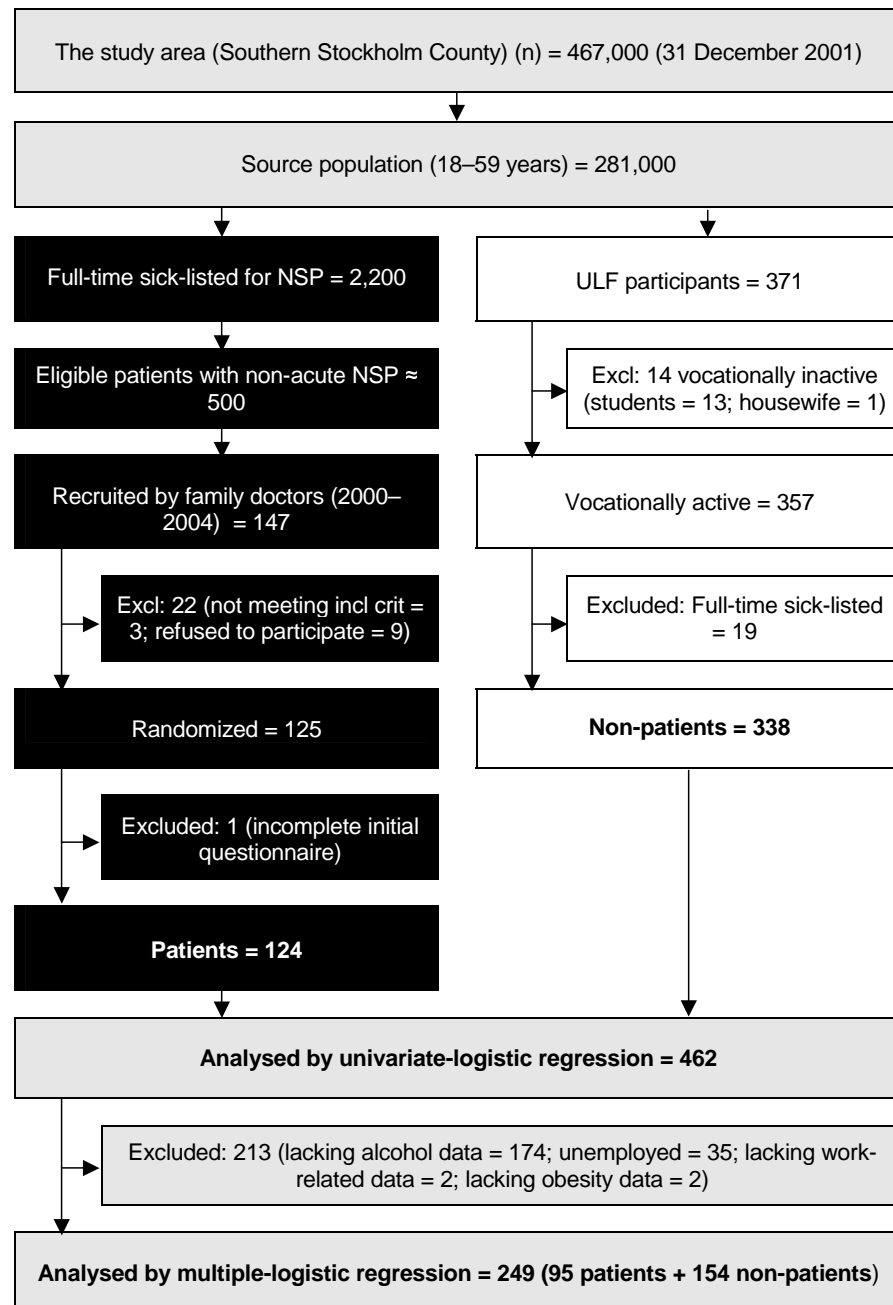 The study area (Southern Stockholm County) (n) = 467,000 (31 December 2001)
Source population (18–59 years) = 281,000
Full-time sick-listed for NSP = 2,200
Eligible patients with non-acute NSP ≈
500
Recruited by family doctors (2000–
2004)  = 147
Excl: 22 (not meeting incl crit =
3; refused to participate = 9)
Randomized = 125
Excluded: 1 (incomplete initial
questionnaire)
Patients = 124
ULF participants = 371
Excl: 14 vocationally inactive
(students = 13; housewife = 1)
Vocationally active = 357
Excluded: Full-time sick-listed
= 19
Non-patients = 338
Analysed by univariate-logistic regression = 462
Excluded: 213 (lacking alcohol data = 174; unemployed = 35; lacking work-
related data = 2; lacking obesity data = 2)
Analysed by multiple-logistic regression = 249 (95 patients + 154 non-patients)